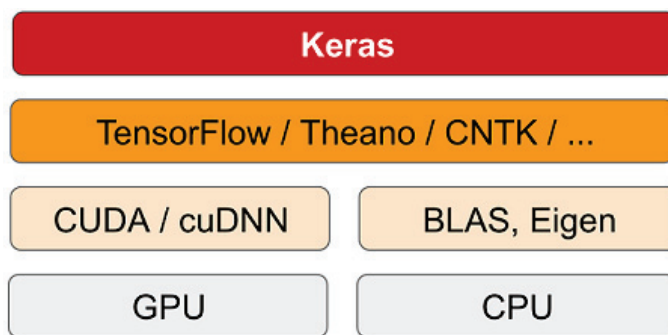 Keras
TensorFlow / Theano / CNTK / ...
CUDA / cuDNN
BLAS, Eigen
GPU
CPU